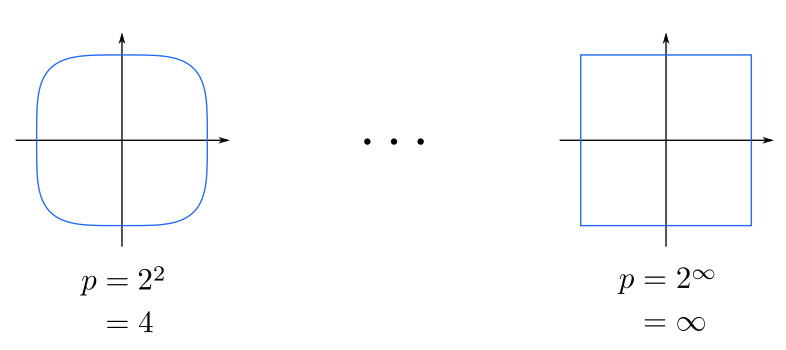 . . .
p = 2²
= 4
p = 2^∞
= ∞